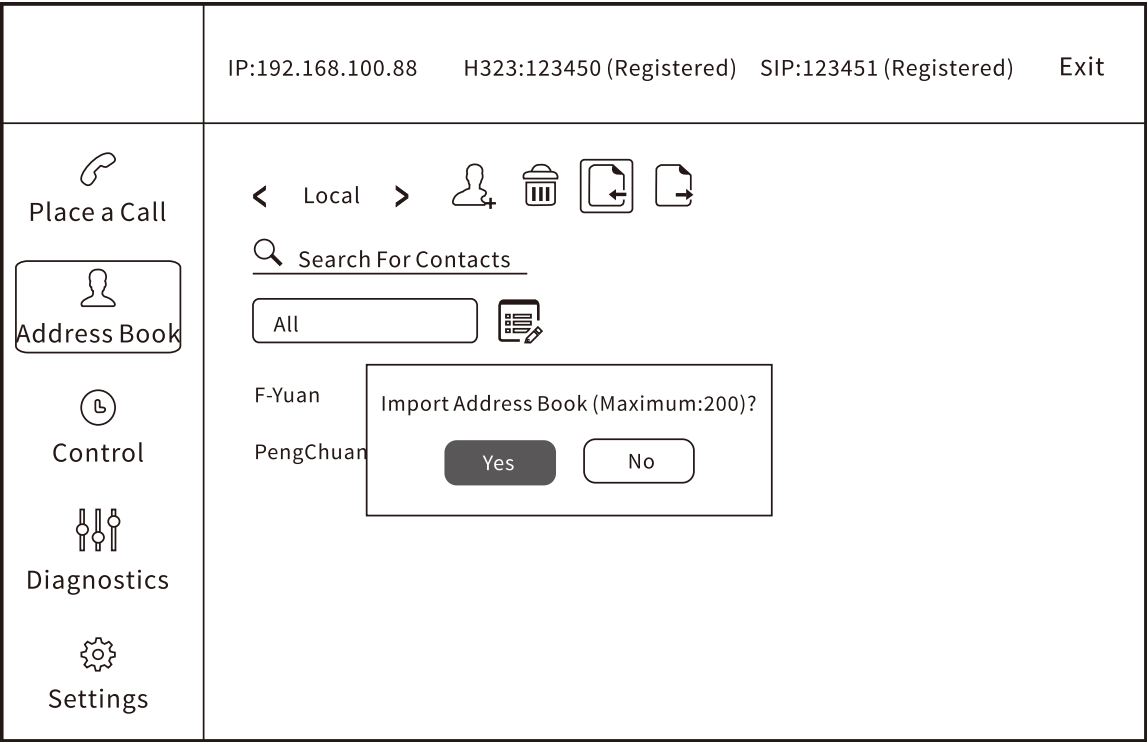 IP:192.168.100.88 H323:123450 (Registered) SIP:123451 (Registered) Exit
Place a Call
Address Book
Control
Diagnostics
Settings
< Local >
Search For Contacts
All
F-Yuan
PengChuan
Import Address Book (Maximum:200)?
Yes No